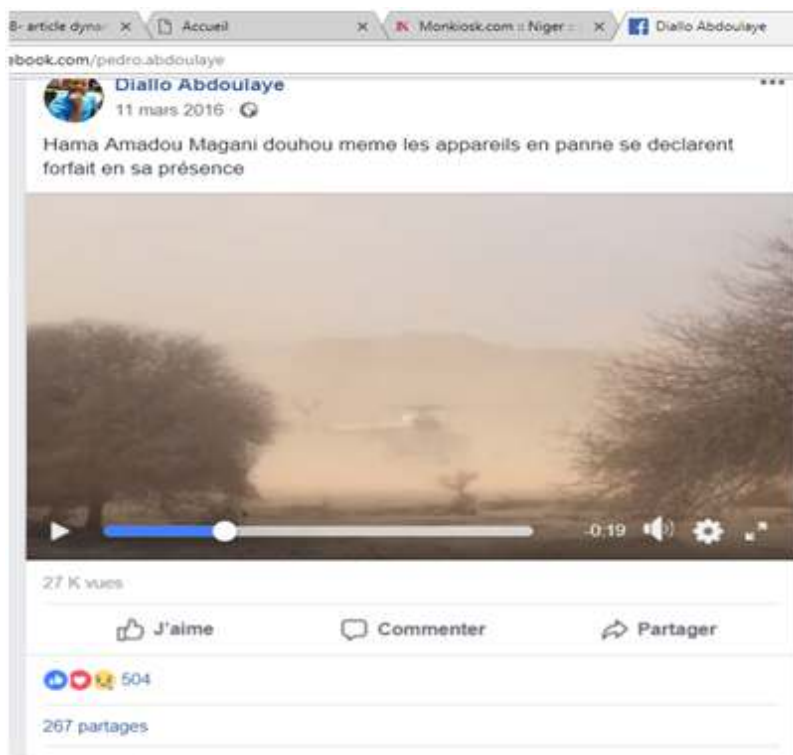 8- article dynar
Accueil
Monkiosk.com :: Niger ::
Diallo Abdoulaye
ebook.com/pedro.abdoulaye
Diallo Abdoulaye
11 mars 2016
Hama Amadou Magani douhou meme les appareils en panne se declarent
forfait en sa présence
-0:19
27 K vues
J'aime
Commenter
Partager
504
267 partages